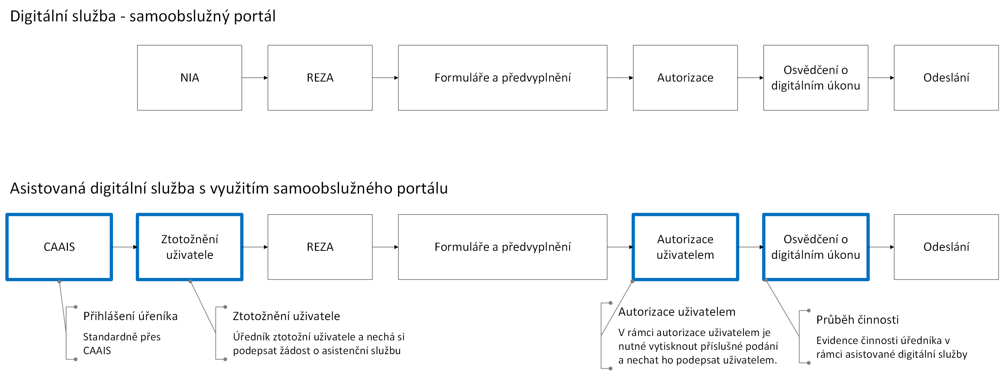 Digitální služba - samoobslužný portál
NIA
REZA
Formuláře a předvyplnění
Autorizace
Osvědčení o
digitálním úkonu
Odeslání
Asistovaná digitální služba s využitím samoobslužného portálu
CAAIS
Ztotožnění
uživatele
REZA
Formuláře a předvyplnění
Autorizace
uživatelem
Osvědčení o
digitálním úkonu
Odeslání
Přihlášení úřeníka
Standardně přes
CAAIS
Ztotožnění uživatele
Úředník ztotožní uživatele a nechá si
podepsat žádost o asistenční službu
Autorizace uživatelem
V rámci autorizace uživatelem je
nutné vytisknout příslušné podání
a nechat ho podepsat uživatelem.
Průběh činnosti
Evidence činnosti úředníka v
rámci asistované digitální služby